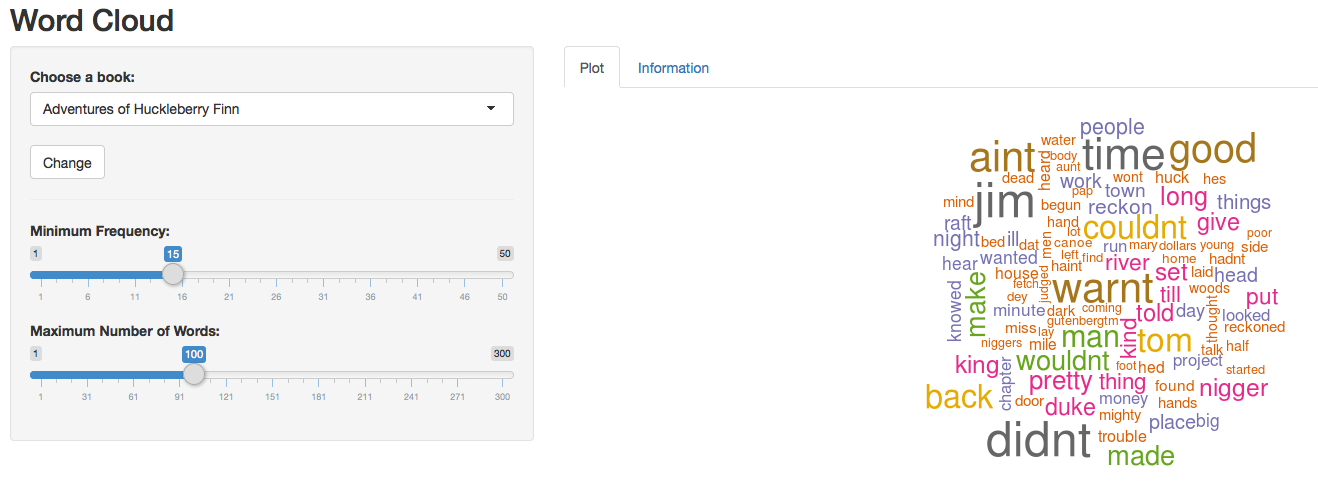 Word Cloud
Choose a book:
Adventures of Huckleberry Finn
Change
Minimum Frequency:
1 15 50
1 6 11 16 21 26 31 36 41 46 50
Maximum Number of Words:
1 100 300
1 31 61 91 121 151 181 211 241 271 300
Plot Information
people
water
aint
time
good
body
heard
aunt
dead
work
wont
huck
hes
pap
town
long
things
mind
jim
begun
reckon
raft
hand
couldnt
give
lot
poor
night
bed
ill
dat
men
canoe
run
mary
dollars
young
side
hear
wanted
left
find
home
hadnt
haint
river
set
laid
head
house
fetch
judged
warnt
till
woods
put
dey
knowed
make
minute
dark
coming
told
day
thought
looked
gutenbergtm
reckoned
miss
lay
man
kind
tom
niggers
mile
talk
half
king
wouldnt
foot
hed
project
started
chapter
pretty
thing
found
nigger
back
door
duke
money
hands
mighty
place
big
didnt
trouble
made